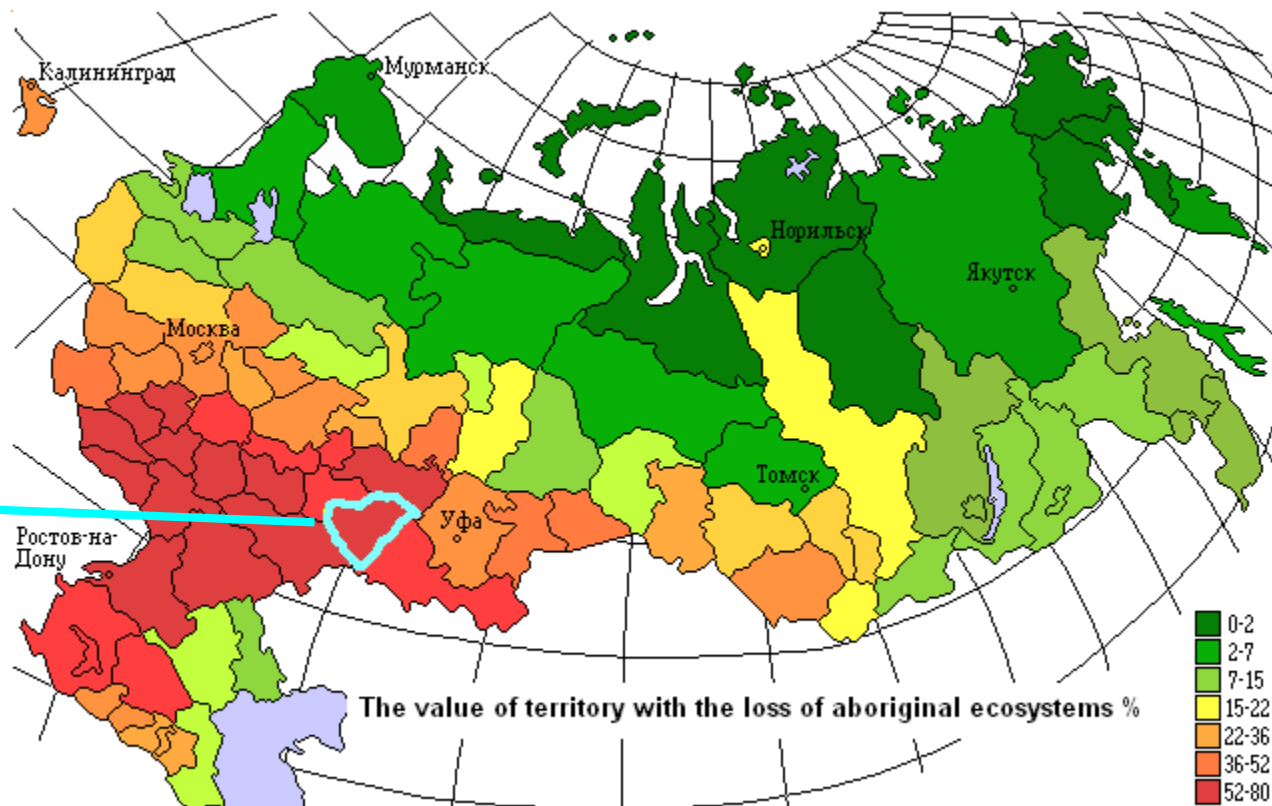 Калининград
Мурманск
Норильск
Якутск
Москва
Томск
Уфа
Ростов-на-
Дону
The value of territory with the loss of aboriginal ecosystems %
0-2
2-7
7-15
15-22
22-36
36-52
52-80